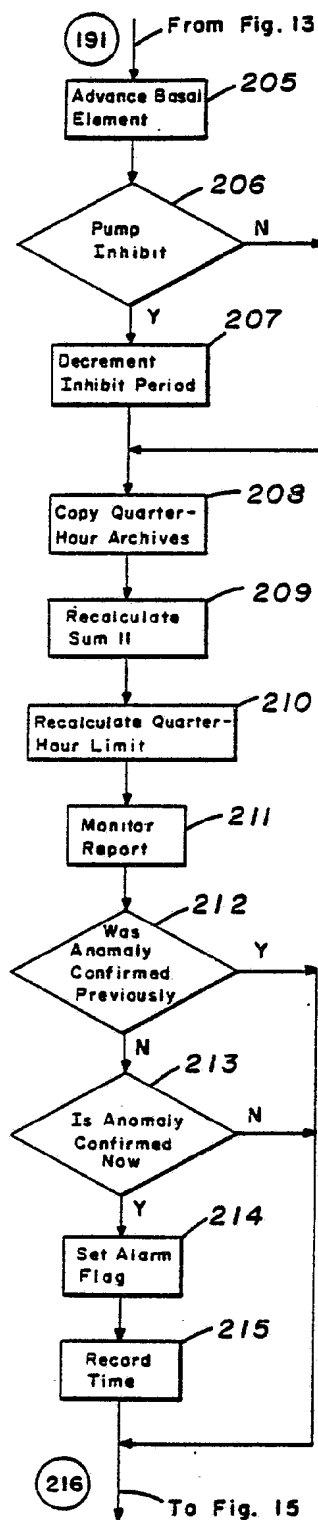 191
From Fig. 13
Advance Basal
Element
205
206
Pump
Inhibit
N
Y
207
Decrement
Inhibit Period
208
Copy Quarter-
Hour Archives
209
Recalculate
Sum II
210
Recalculate Quarter-
Hour Limit
211
Monitor
Report
212
Was
Anomaly
Confirmed
Previously
Y
N
213
Is Anomaly
Confirmed
Now
N
Y
214
Set Alarm
Flag
215
Record
Time
216
To Fig. 15